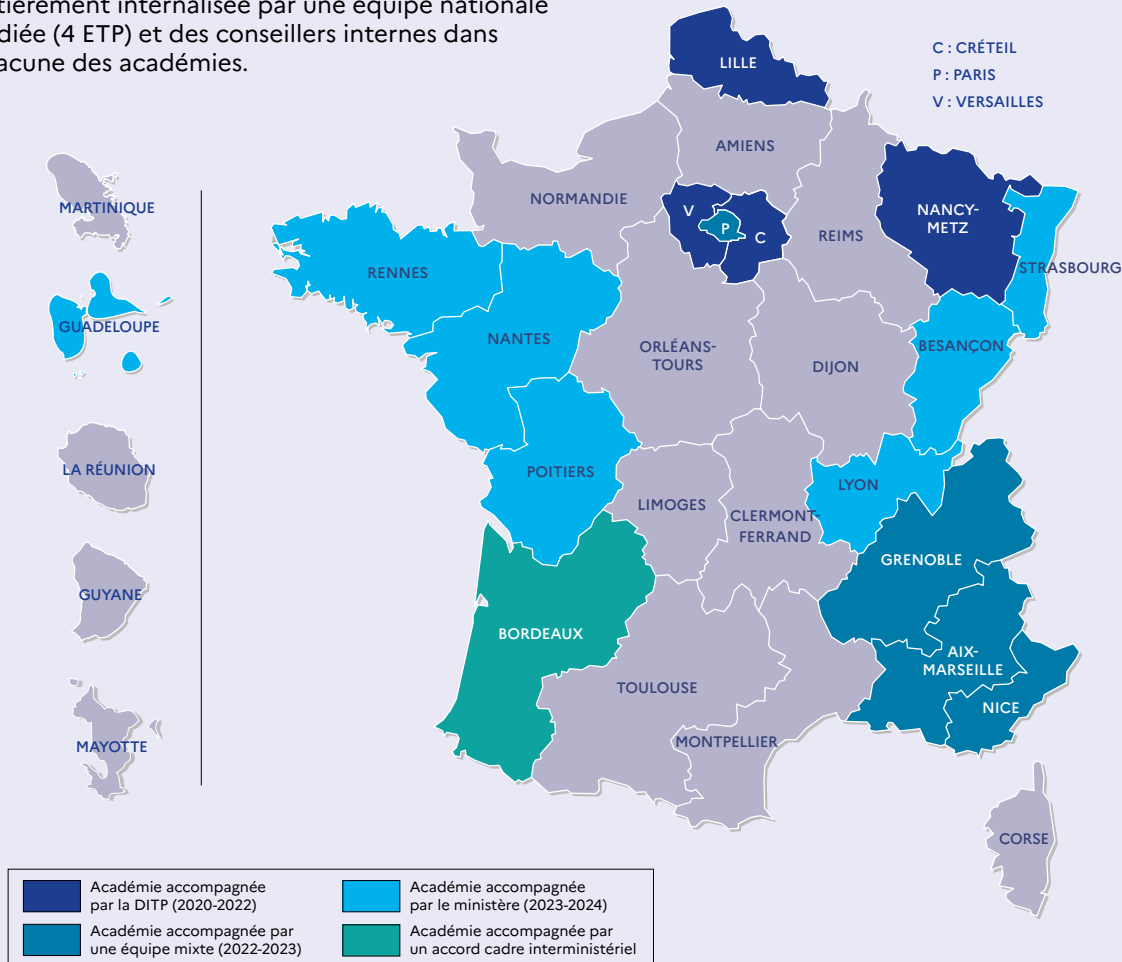 tièrement internalisée par une équipe nationale
diée (4 ETP) et des conseillers internes dans
acune des académies.
C : CRÉTEIL
P : PARIS
V : VERSAILLES
LILLE
AMIENS
NORMANDIE
V
P
C
REIMS
NANCY-
METZ
STRASBOURG
RENNES
NANTES
ORLÉANS-
TOURS
DIJON
BESANÇON
POITIERS
LIMOGES
CLERMONT-
FERRAND
LYON
GRENOBLE
BORDEAUX
AIX-
MARSEILLE
NICE
TOULOUSE
MONTPELLIER
CORSE
MARTINIQUE
GUADELOUPE
LA RÉUNION
GUYANE
MAYOTTE
Académie accompagnée
par la DITP (2020-2022)
Académie accompagnée par
une équipe mixte (2022-2023)
Académie accompagnée
par le ministère (2023-2024)
Académie accompagnée par
un accord cadre interministériel